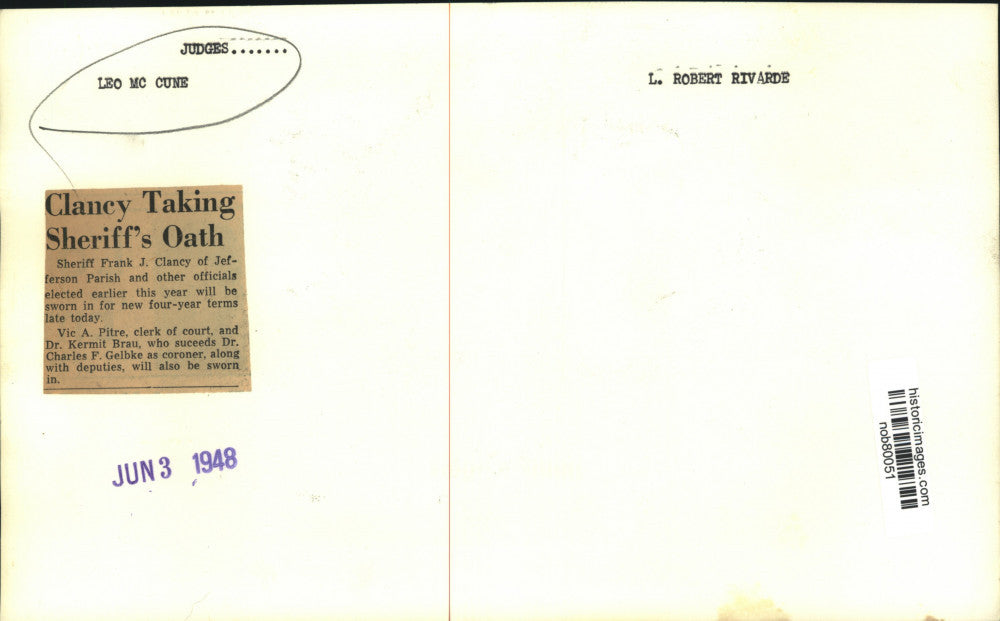 JUDGES.......
LEO MC CUNE
L. ROBERT RIVARDE
Clancy Taking
Sheriff's Oath
Sheriff Frank J. Clancy of Jef-
ferson Parish and other officials
elected earlier this year will be
sworn in for new four-year terms
late today.
Vic A. Pitre, clerk of court, and
Dr. Kermit Brau, who suceeds Dr.
Charles F. Gelbke as coroner, along
with deputies, will also be sworn
in.
JUN 3 1948
historicimages.com
nob80051